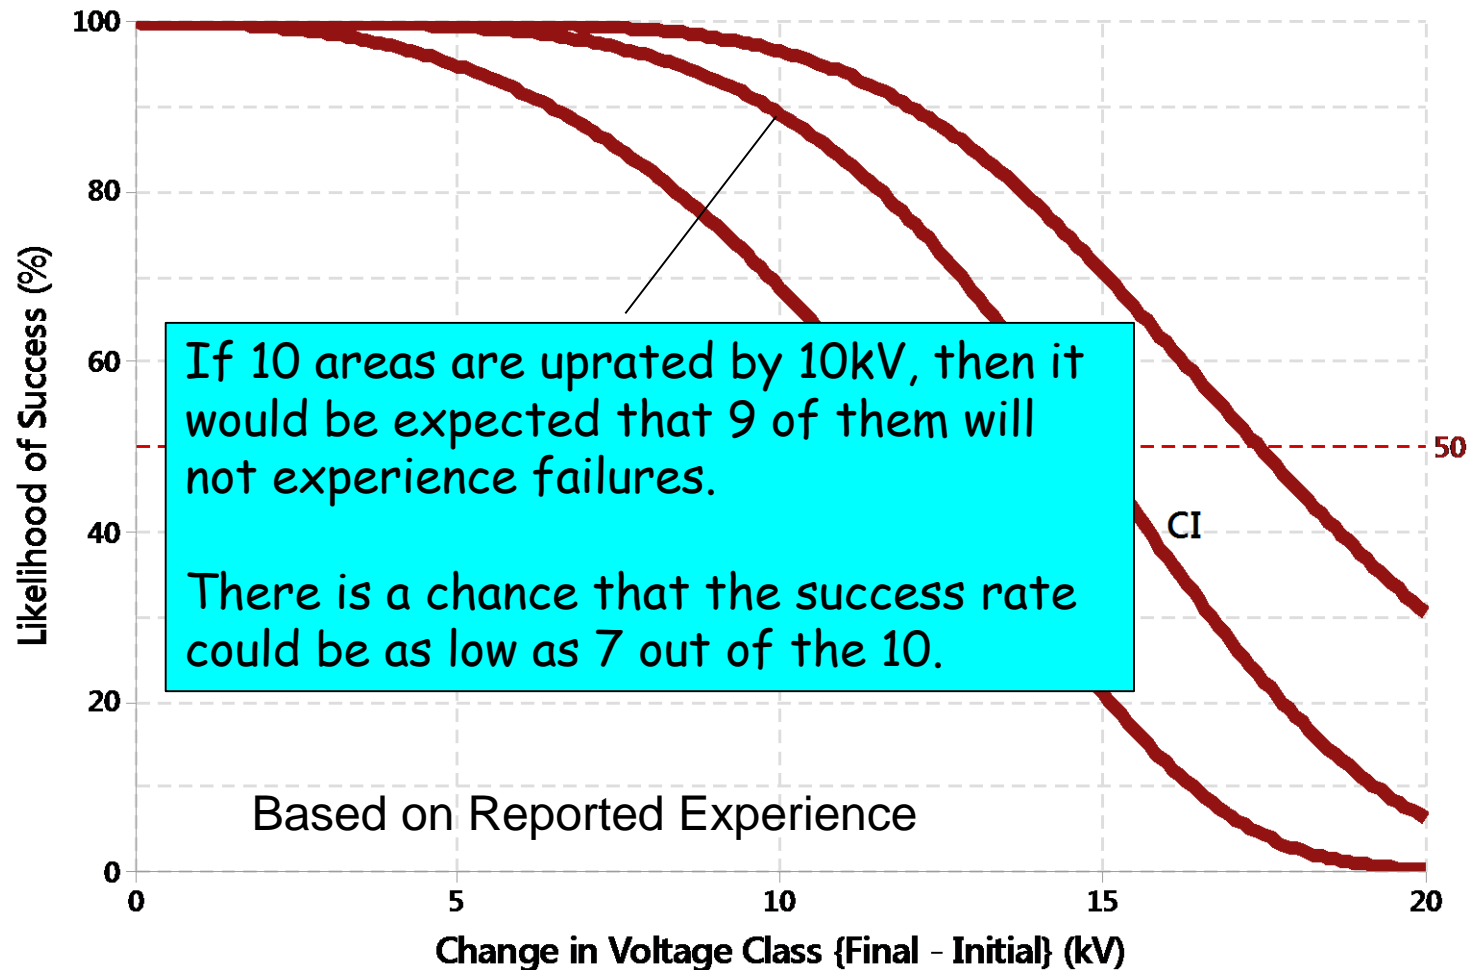 100
80
60
40
20
0
Likelihood of Success (%)
If 10 areas are uprated by 10kV, then it
would be expected that 9 of them will
not experience failures.
There is a chance that the success rate
could be as low as 7 out of the 10.
50
CI
Based on Reported Experience
0 5 10 15 20
Change in Voltage Class {Final - Initial} (kV)